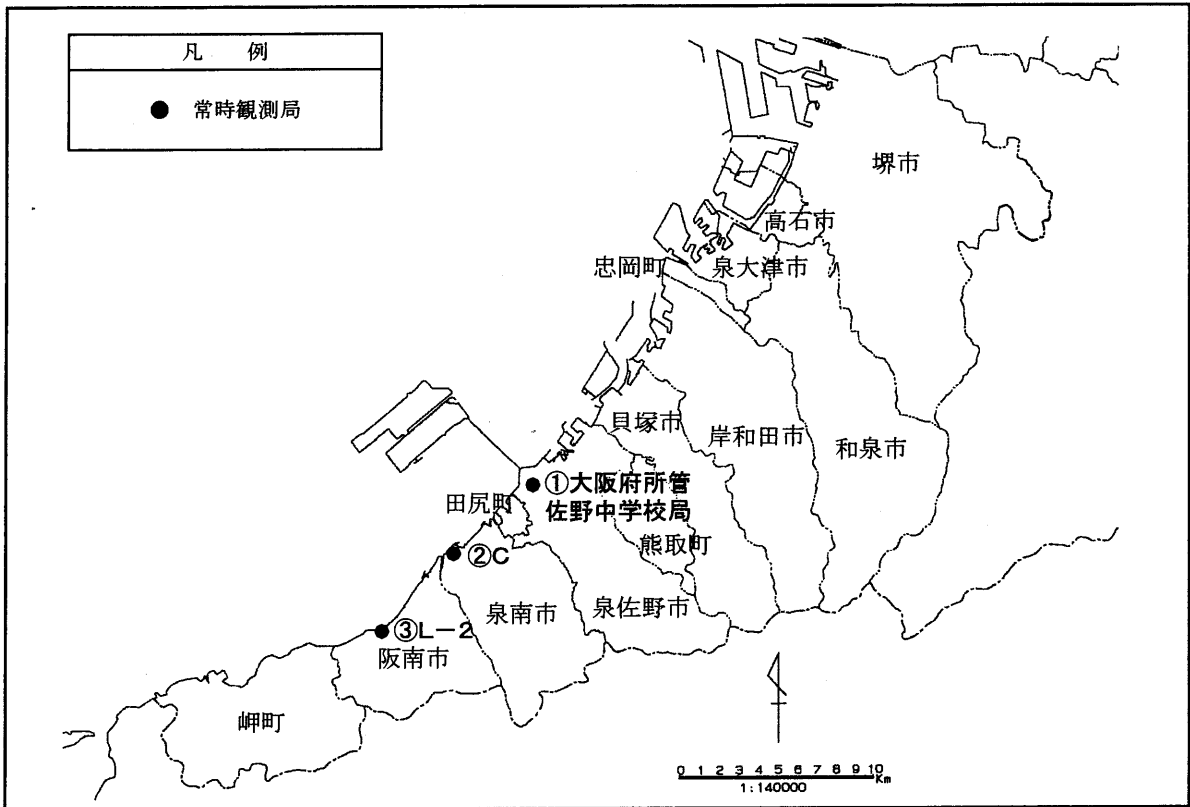 凡 例
● 常時観測局
堺市
高石市
忠岡町
泉大津市
貝塚市
岸和田市
和泉市
①大阪府所管
佐野中学校局
田尻町
熊取町
②C
泉南市
泉佐野市
③L-2
阪南市
岬町
0 1 2 3 4 5 6 7 8 9 10
Km
1:140000